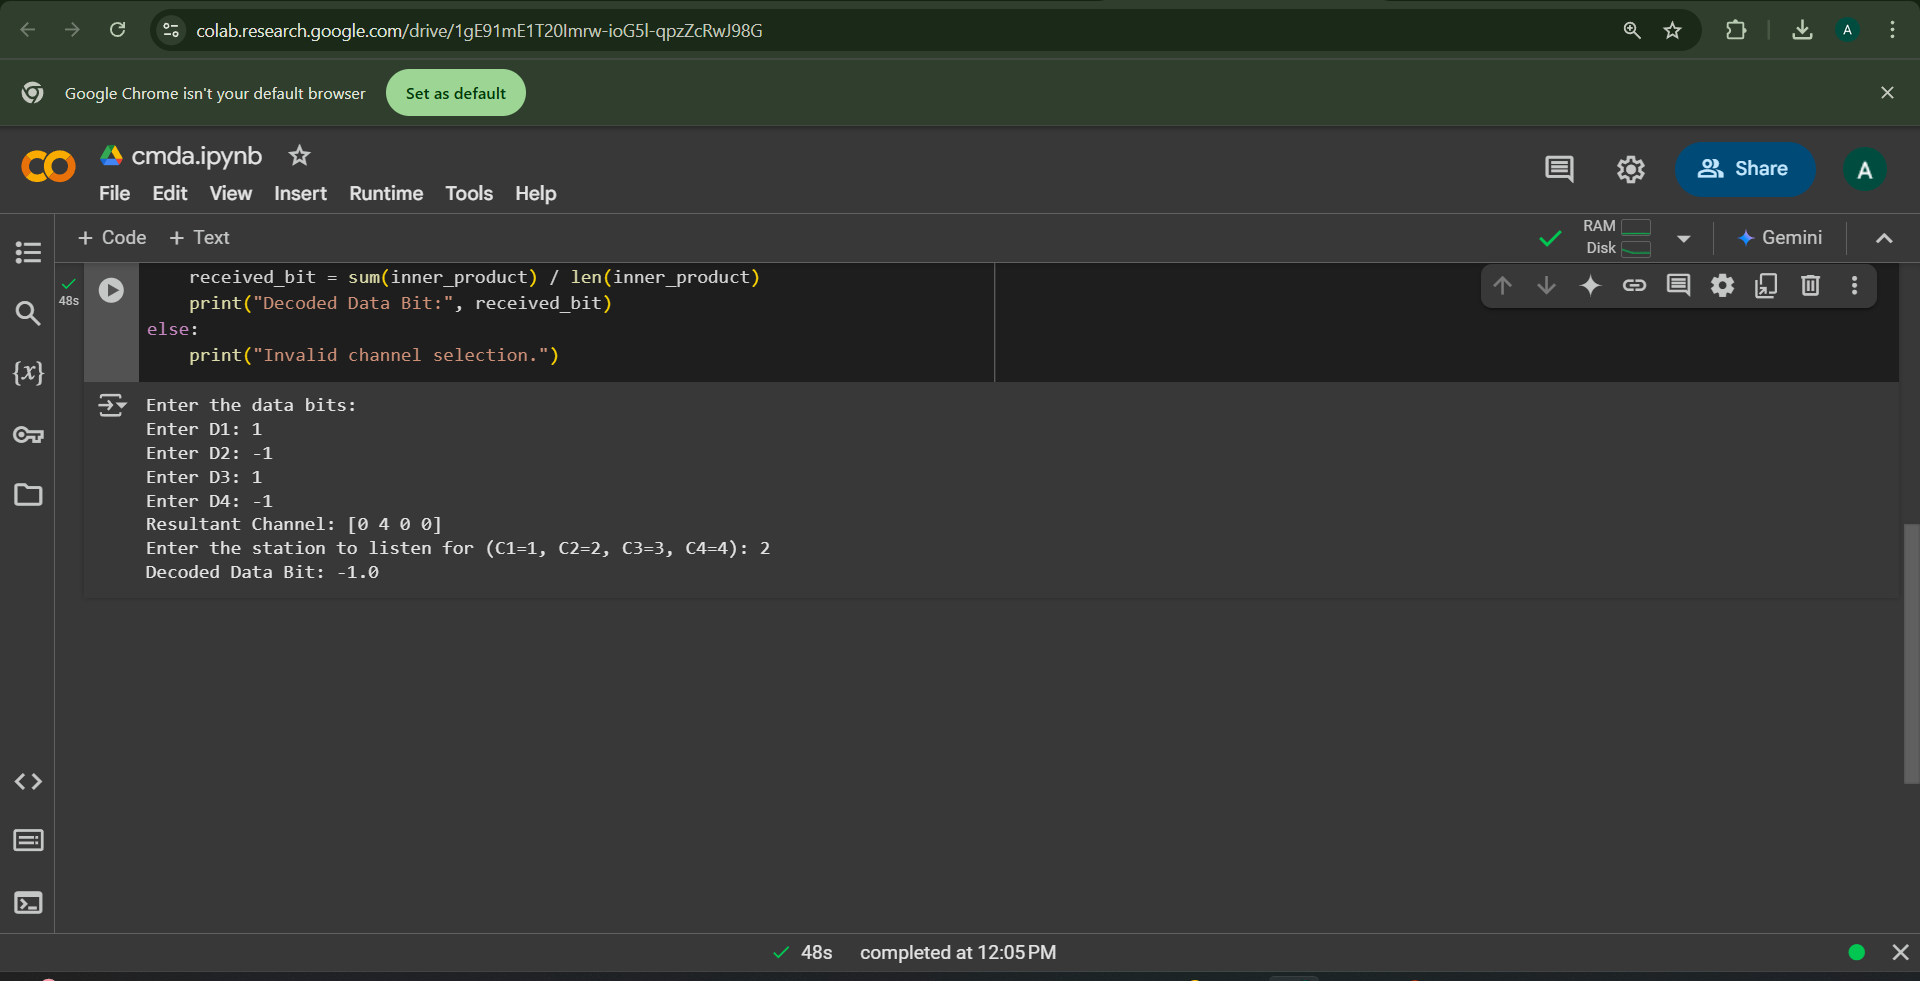 colab.research.google.com/drive/1gE91mE1T20Imrw-ioG5l-qpzZcRwJ98G
A
Google Chrome isn't your default browser
Set as default
cmda.ipynb
Share
A
File Edit View Insert Runtime Tools Help
+ Code + Text
RAM
Disk
Gemini
48s
received_bit = sum(inner_product) / len(inner_product)
print("Decoded Data Bit:", received_bit)
else:
print("Invalid channel selection.")
{x}
Enter the data bits:
Enter D1: 1
Enter D2: -1
Enter D3: 1
Enter D4: -1
Resultant Channel: [0 4 0 0]
Enter the station to listen for (C1=1, C2=2, C3=3, C4=4): 2
Decoded Data Bit: -1.0
48s completed at 12:05 PM